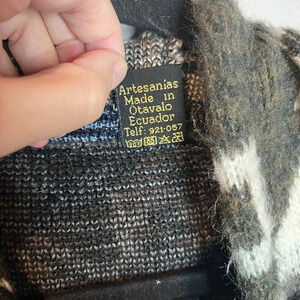 Artesanias
Made in
Otavalo
Ecuador
Telf: 921-057